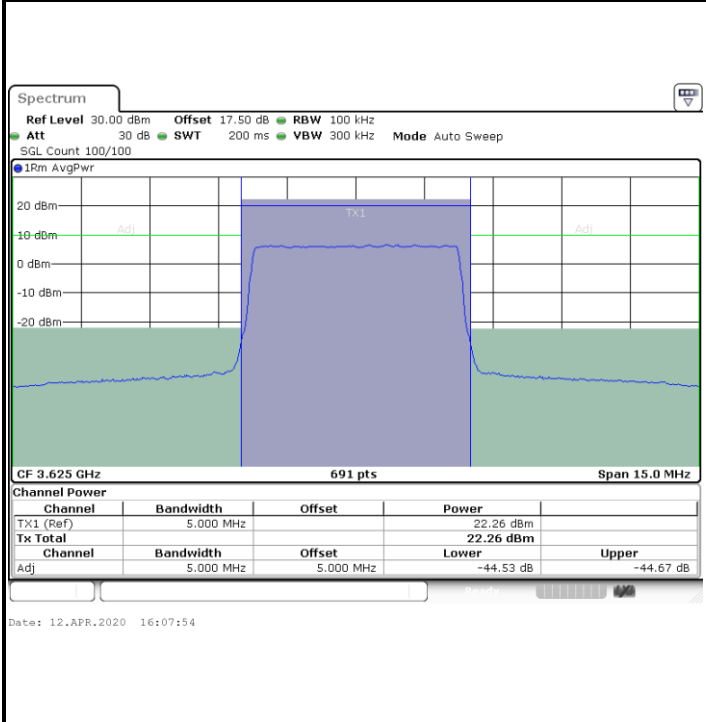 Spectrum
Ref Level 30.00 dBm Offset 17.50 dB RBW 100 kHz
Att 30 dB SWT 200 ms VBW 300 kHz Mode Auto Sweep
SGL Count 100/100
1Rm AvgPwr
20 dBm
TX1
Adj
Adj
10 dBm
0 dBm
-10 dBm
-20 dBm
CF 3.625 GHz 691 pts Span 15.0 MHz
Channel Power
Channel Bandwidth Offset Power
TX1 (Ref) 5.000 MHz 22.26 dBm
Tx Total 22.26 dBm
Channel Bandwidth Offset Lower Upper
Adj 5.000 MHz 5.000 MHz -44.53 dB -44.67 dB
Ready
Date: 12.APR.2020 16:07:54